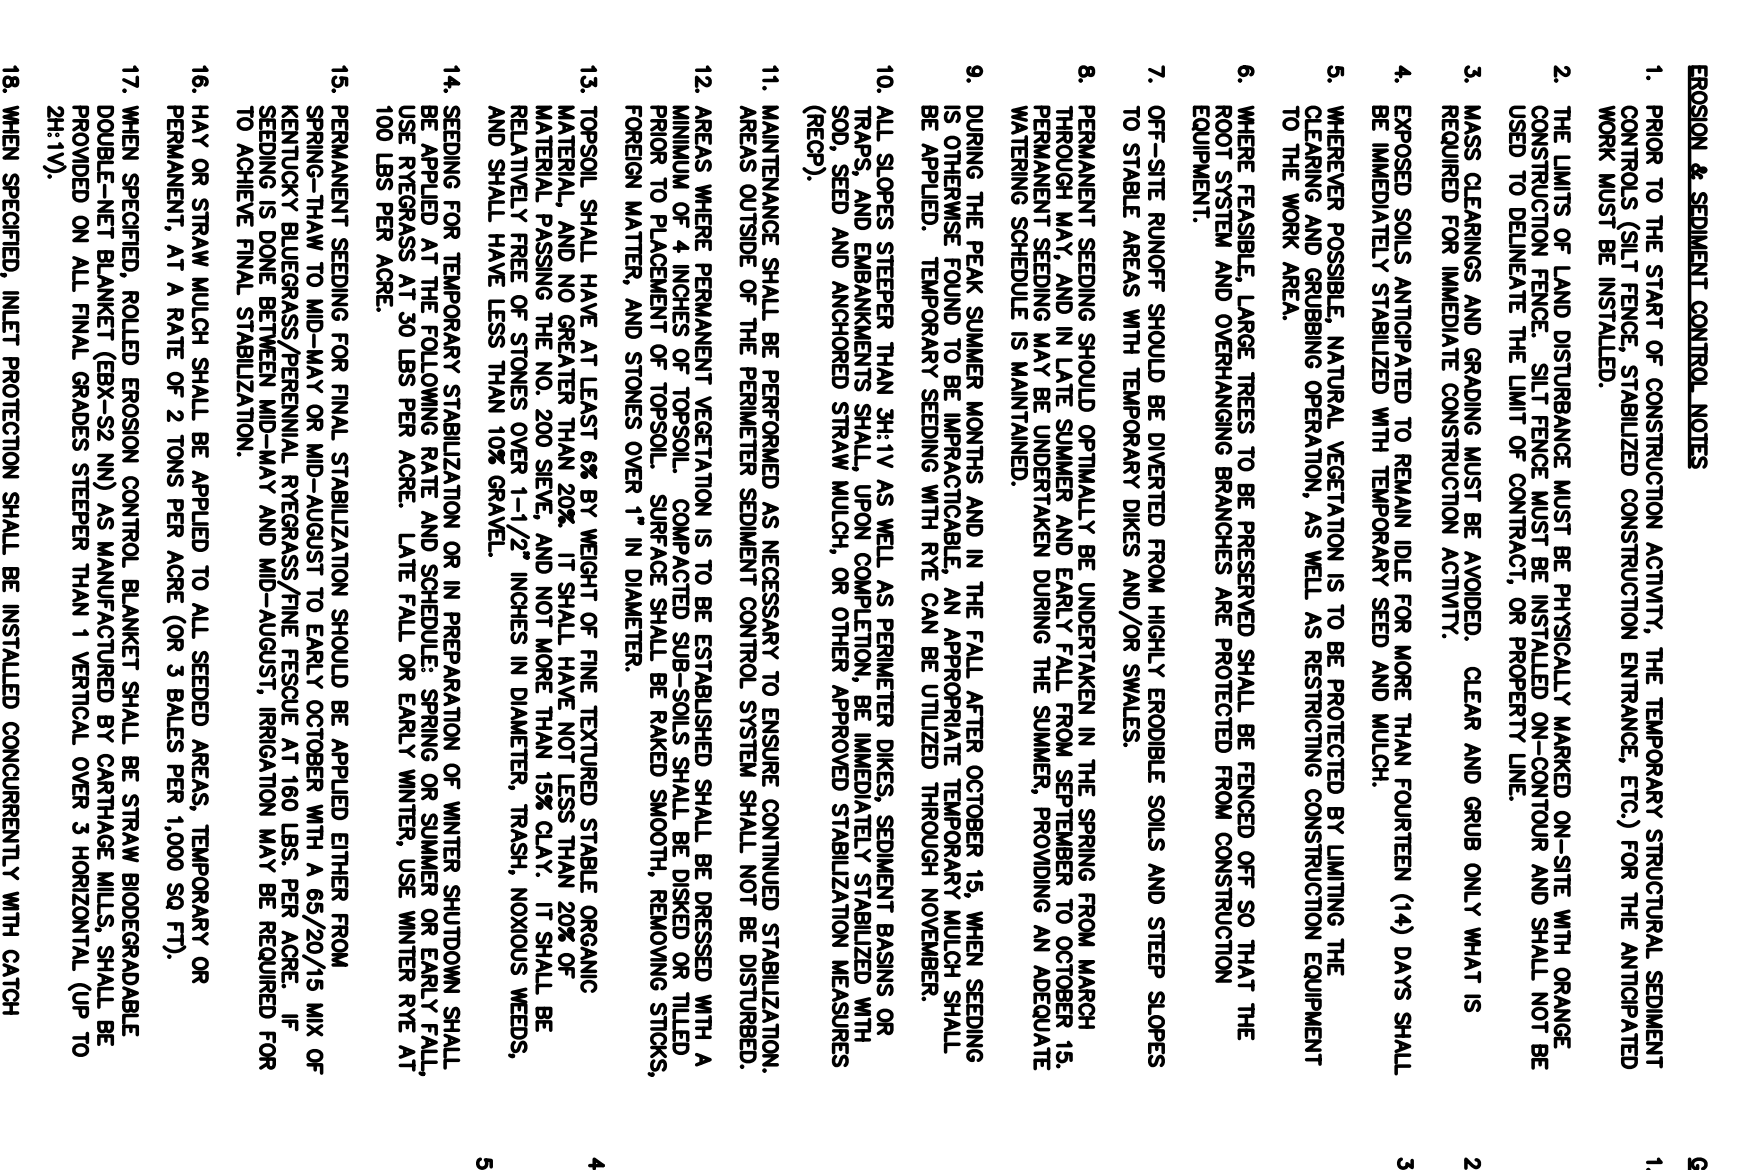 EROSION & SEDIMENT CONTROL NOTES
1. PRIOR TO THE START OF CONSTRUCTION ACTIVITY, THE TEMPORARY STRUCTURAL SEDIMENT
CONTROLS (SILT FENCE, STABILIZED CONSTRUCTION ENTRANCE, ETC.) FOR THE ANTICIPATED
WORK MUST BE INSTALLED.
2. THE LIMITS OF LAND DISTURBANCE MUST BE PHYSICALLY MARKED ON-SITE WITH ORANGE
CONSTRUCTION FENCE. SILT FENCE MUST BE INSTALLED ON-CONTOUR AND SHALL NOT BE
USED TO DELINEATE THE LIMIT OF CONTRACT, OR PROPERTY LINE.
3. MASS CLEARINGS AND GRADING MUST BE AVOIDED. CLEAR AND GRUB ONLY WHAT IS
REQUIRED FOR IMMEDIATE CONSTRUCTION ACTIVITY.
4. EXPOSED SOILS ANTICIPATED TO REMAIN IDLE FOR MORE THAN FOURTEEN (14) DAYS SHALL
BE IMMEDIATELY STABILIZED WITH TEMPORARY SEED AND MULCH.
5. WHEREVER POSSIBLE, NATURAL VEGETATION IS TO BE PROTECTED BY LIMITING THE
CLEARING AND GRUBBING OPERATION, AS WELL AS RESTRICTING CONSTRUCTION EQUIPMENT
TO THE WORK AREA.
6. WHERE FEASIBLE, LARGE TREES TO BE PRESERVED SHALL BE FENCED OFF SO THAT THE
ROOT SYSTEM AND OVERHANGING BRANCHES ARE PROTECTED FROM CONSTRUCTION
EQUIPMENT.
7. OFF-SITE RUNOFF SHOULD BE DIVERTED FROM HIGHLY ERODIBLE SOILS AND STEEP SLOPES
TO STABLE AREAS WITH TEMPORARY DIKES AND/OR SWALES.
8. PERMANENT SEEDING SHOULD OPTIMALLY BE UNDERTAKEN IN THE SPRING FROM MARCH
THROUGH MAY, AND IN LATE SUMMER AND EARLY FALL FROM SEPTEMBER TO OCTOBER 15.
PERMANENT SEEDING MAY BE UNDERTAKEN DURING THE SUMMER, PROVIDING AN ADEQUATE
WATERING SCHEDULE IS MAINTAINED.
9. DURING THE PEAK SUMMER MONTHS AND IN THE FALL AFTER OCTOBER 15, WHEN SEEDING
IS OTHERWISE FOUND TO BE IMPRACTICABLE, AN APPROPRIATE TEMPORARY MULCH SHALL
BE APPLIED. TEMPORARY SEEDING WITH RYE CAN BE UTILIZED THROUGH NOVEMBER.
10. ALL SLOPES STEEPER THAN 3H:1V AS WELL AS PERIMETER DIKES, SEDIMENT BASINS OR
TRAPS, AND EMBANKMENTS SHALL, UPON COMPLETION, BE IMMEDIATELY STABILIZED WITH
SOD, SEED AND ANCHORED STRAW MULCH, OR OTHER APPROVED STABILIZATION MEASURES
(RECP).
11. MAINTENANCE SHALL BE PERFORMED AS NECESSARY TO ENSURE CONTINUED STABILIZATION.
AREAS OUTSIDE OF THE PERIMETER SEDIMENT CONTROL SYSTEM SHALL NOT BE DISTURBED.
12. AREAS WHERE PERMANENT VEGETATION IS TO BE ESTABLISHED SHALL BE DRESSED WITH A
MINIMUM OF 4 INCHES OF TOPSOIL. COMPACTED SUB-SOILS SHALL BE DISKED OR TILLED
PRIOR TO PLACEMENT OF TOPSOIL. SURFACE SHALL BE RAKED SMOOTH, REMOVING STICKS,
FOREIGN MATTER, AND STONES OVER 1" IN DIAMETER.
13. TOPSOIL SHALL HAVE AT LEAST 6% BY WEIGHT OF FINE TEXTURED STABLE ORGANIC
MATERIAL, AND NO GREATER THAN 20%. IT SHALL HAVE NOT LESS THAN 20% OF
MATERIAL PASSING THE NO. 200 SIEVE, AND NOT MORE THAN 15% CLAY. IT SHALL BE
RELATIVELY FREE OF STONES OVER 1-1/2" INCHES IN DIAMETER, TRASH, NOXIOUS WEEDS,
AND SHALL HAVE LESS THAN 10% GRAVEL.
14. SEEDING FOR TEMPORARY STABILIZATION OR IN PREPARATION OF WINTER SHUTDOWN SHALL
BE APPLIED AT THE FOLLOWING RATE AND SCHEDULE: SPRING OR SUMMER OR EARLY FALL,
USE RYEGRASS AT 30 LBS PER ACRE. LATE FALL OR EARLY WINTER, USE WINTER RYE AT
100 LBS PER ACRE.
15. PERMANENT SEEDING FOR FINAL STABILIZATION SHOULD BE APPLIED EITHER FROM
SPRING-THAW TO MID-MAY OR MID-AUGUST TO EARLY OCTOBER WITH A 65/20/15 MIX OF
KENTUCKY BLUEGRASS/PERENNIAL RYEGRASS/FINE FESCUE AT 160 LBS. PER ACRE. IF
SEEDING IS DONE BETWEEN MID-MAY AND MID-AUGUST, IRRIGATION MAY BE REQUIRED FOR
TO ACHIEVE FINAL STABILIZATION.
16. HAY OR STRAW MULCH SHALL BE APPLIED TO ALL SEEDED AREAS, TEMPORARY OR
PERMANENT, AT A RATE OF 2 TONS PER ACRE (OR 3 BALES PER 1,000 SQ FT).
17. WHEN SPECIFIED, ROLLED EROSION CONTROL BLANKET SHALL BE STRAW BIODEGRADABLE
DOUBLE-NET BLANKET (EBX-S2 NN) AS MANUFACTURED BY CARTHAGE MILLS, SHALL BE
PROVIDED ON ALL FINAL GRADES STEEPER THAN 1 VERTICAL OVER 3 HORIZONTAL (UP TO
2H:1V).
18. WHEN SPECIFIED, INLET PROTECTION SHALL BE INSTALLED CONCURRENTLY WITH CATCH
G
1.
2
3
4
5